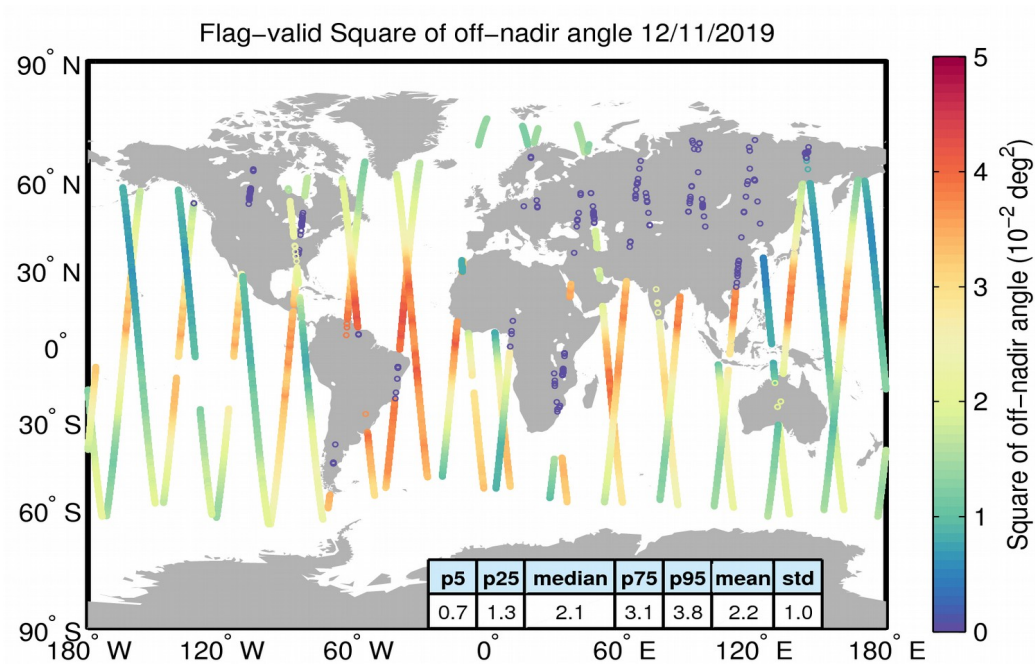 Flag−valid Square of off−nadir angle 12/11/2019
90° N
60° N
30° N
0°
30° S
60° S
90° S
180° W
120° W
60° W
0°
60° E
120° E
180° E
5
4
3
2
1
0
Square of off−nadir angle (10⁻² deg²)
p5 p25 median p75 p95 mean std
0.7 1.3 2.1 3.1 3.8 2.2 1.0